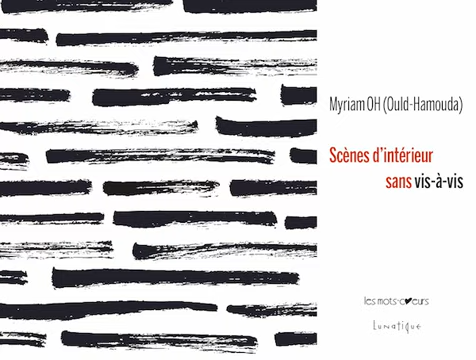 Myriam OH (Ould-Hamouda)
Scènes d'intérieur
sans vis-à-vis
les mots-cœurs
Lunatique